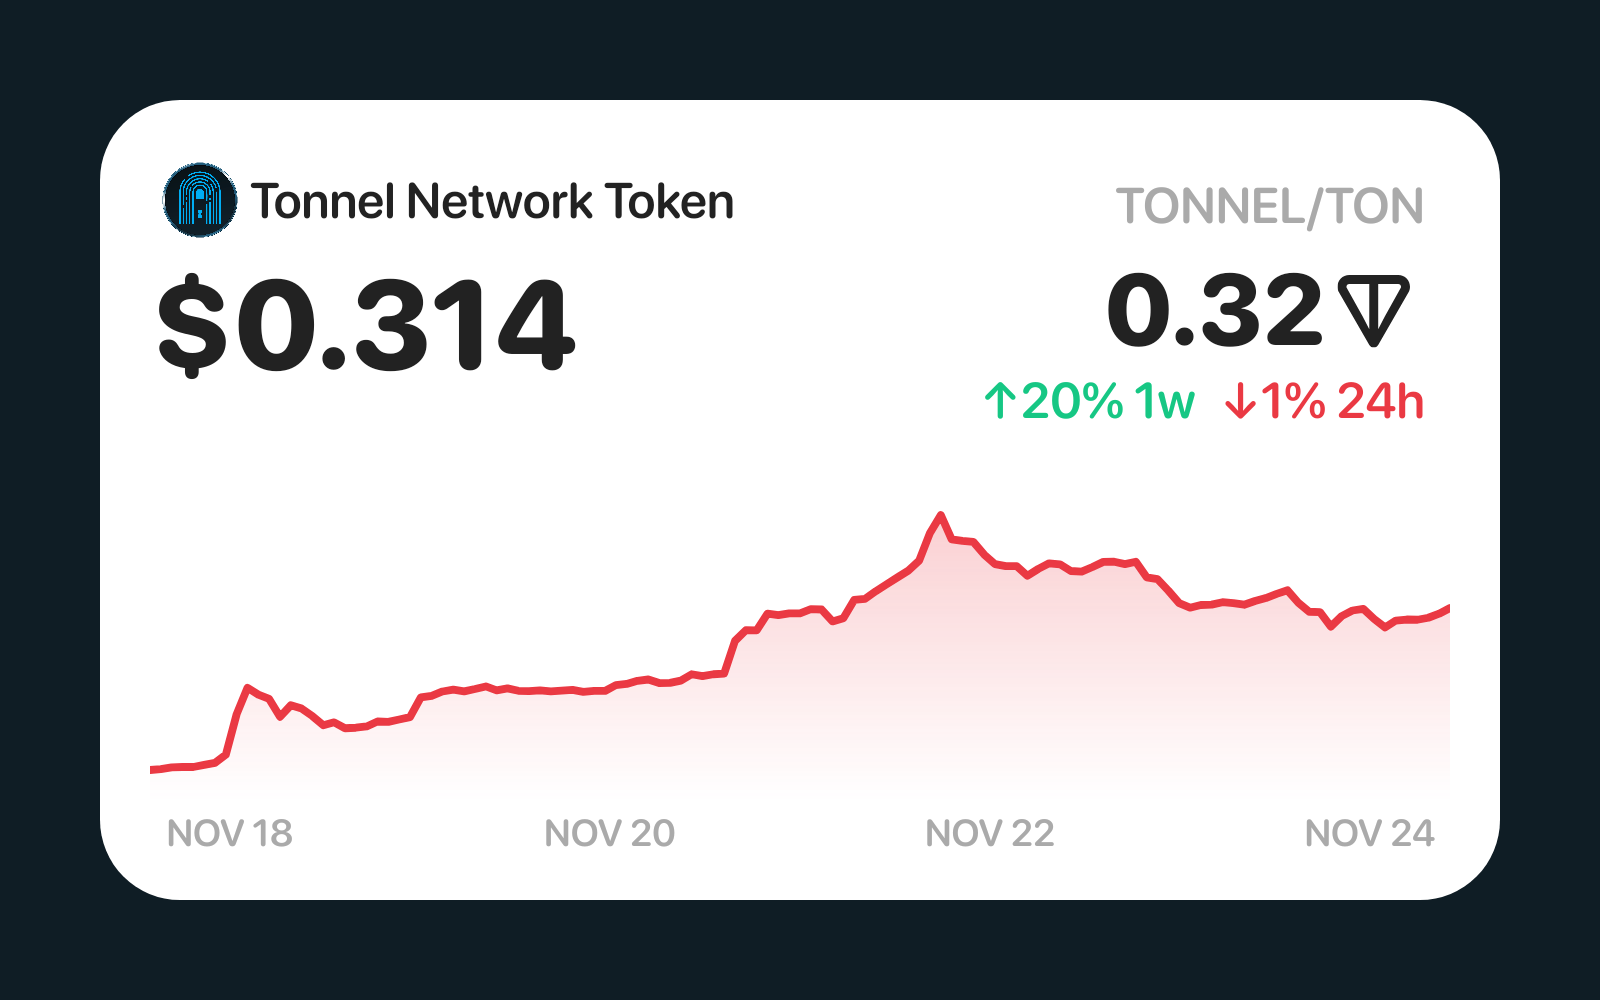 Tonnel Network Token
TONNEL/TON
$0.314
0.32
↑20% 1w ↓1% 24h
NOV 18 NOV 20 NOV 22 NOV 24